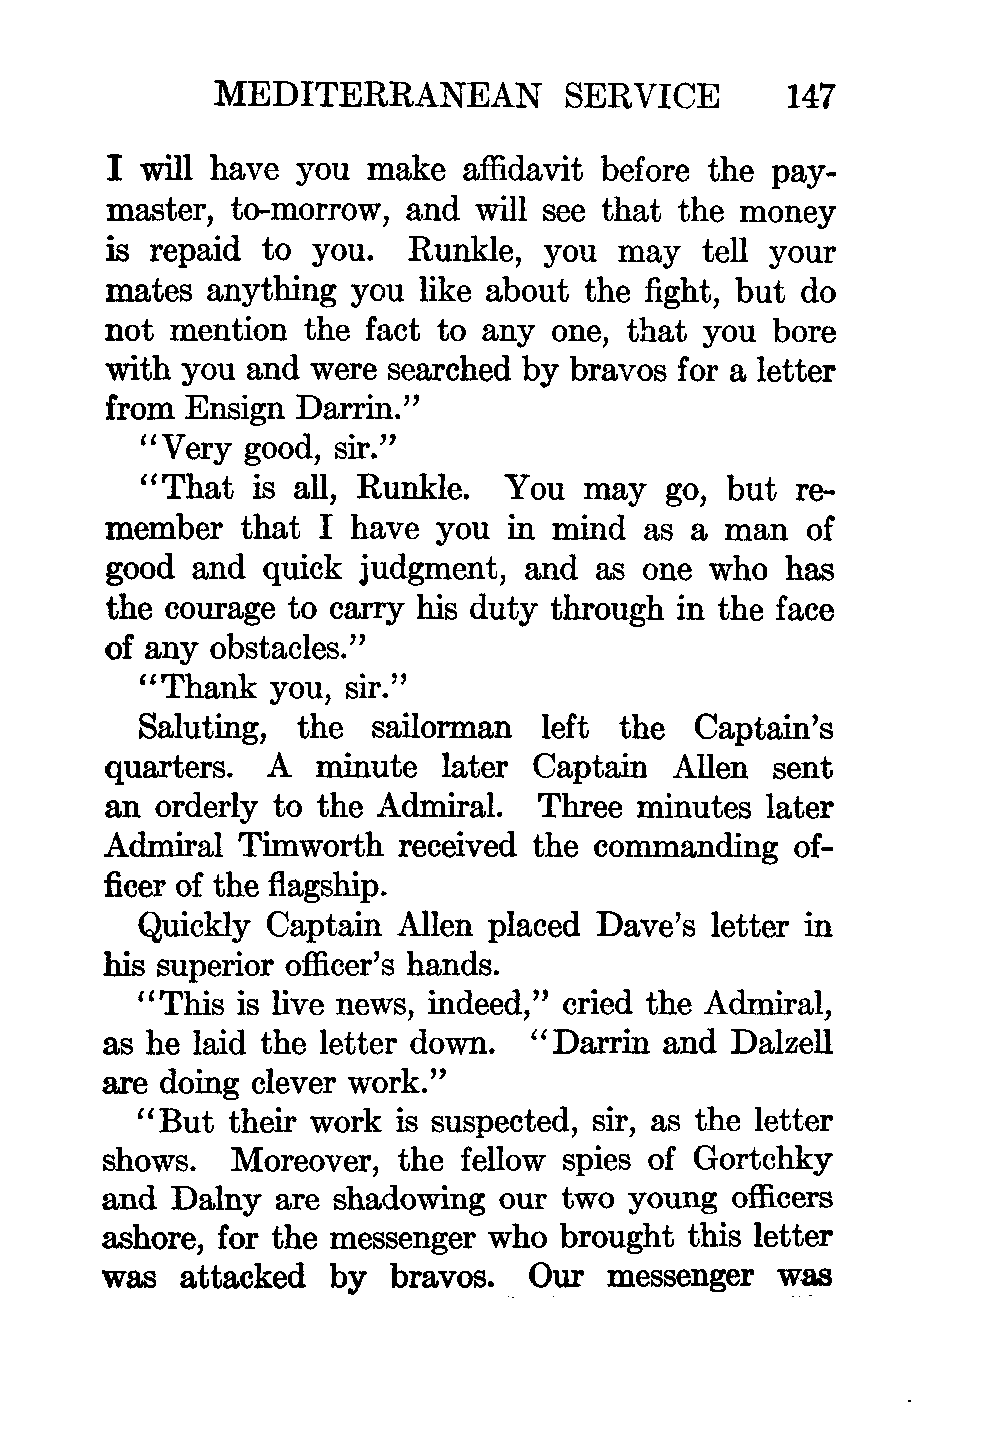 MEDITERRANEAN SERVICE 147
I will have you make affidavit before the pay-
master, to-morrow, and will see that the money
is repaid to you. Runkle, you may tell your
mates anything you like about the fight, but do
not mention the fact to any one, that you bore
with you and were searched by bravos for a letter
from Ensign Darrin."
"Very good, sir."
"That is all, Runkle. You may go, but re-
member that I have you in mind as a man of
good and quick judgment, and as one who has
the courage to carry his duty through in the face
of any obstacles."
"Thank you, sir."
Saluting, the sailorman left the Captain's
quarters. A minute later Captain Allen sent
an orderly to the Admiral. Three minutes later
Admiral Timworth received the commanding of-
ficer of the flagship.
Quickly Captain Allen placed Dave's letter in
his superior officer's hands.
"This is live news, indeed," cried the Admiral,
as he laid the letter down. "Darrin and Dalzell
are doing clever work."
"But their work is suspected, sir, as the letter
shows. Moreover, the fellow spies of Gortchky
and Dalny are shadowing our two young officers
ashore, for the messenger who brought this letter
was attacked by bravos. Our messenger was